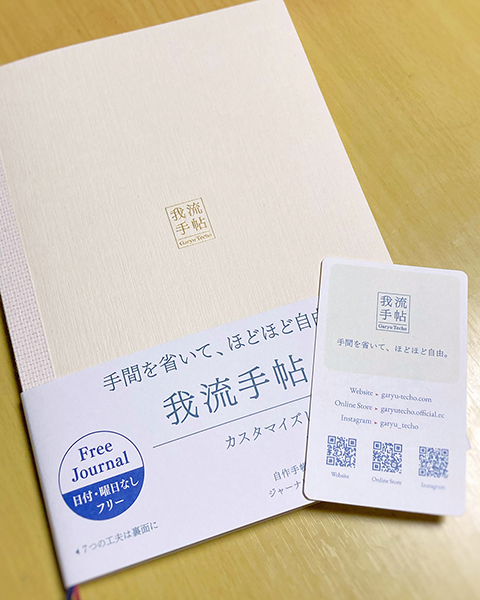 我流
手帖
Garyu Techo
手間を省いて、ほどほど自由
我流手帖
カスタマイズ
自作手帳
ジャーナ
Free
Journal
日付・曜日なし
フリー
7つの工夫は裏面に
我流
手帖
Garyu Techo
手間を省いて、ほどほど自由。
Website ▸ garyu-techo.com
Online Store ▸ garyutecho.official.ec
Instagram ▸ garyu_techo
Website
Online Store
Instagram